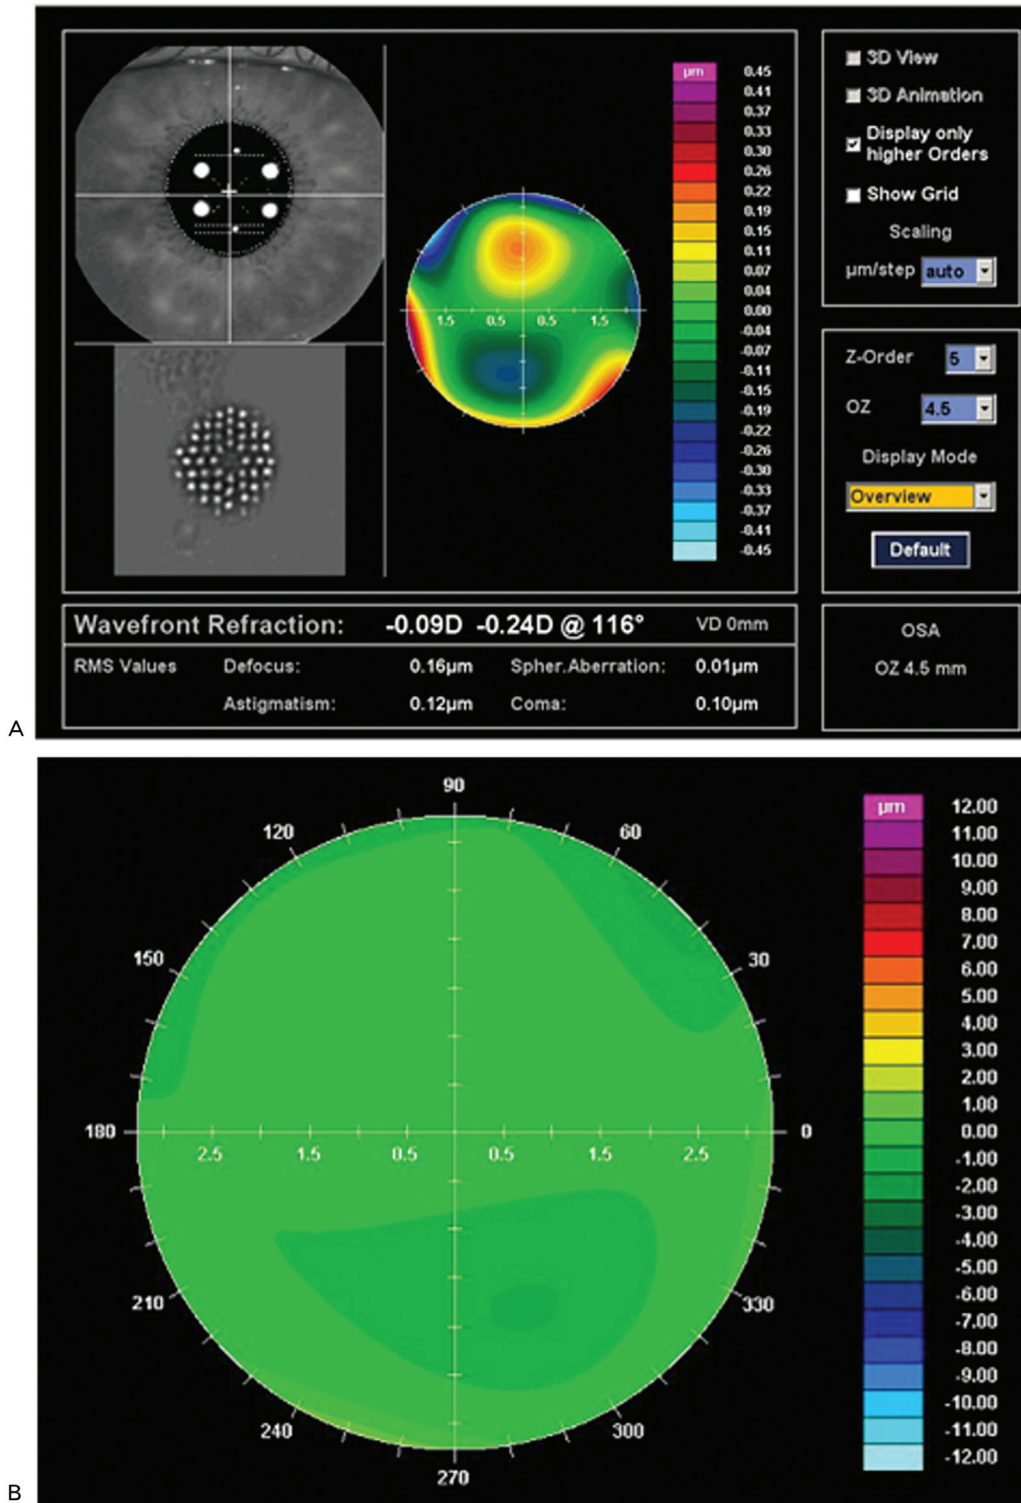 µm
0.45
0.41
0.37
0.33
0.30
0.26
0.22
0.19
0.15
0.11
0.07
0.04
0.00
-0.04
-0.07
-0.11
-0.15
-0.19
-0.22
-0.26
-0.30
-0.33
-0.37
-0.41
-0.45
1.5 0.5 0.5 1.5
3D View
3D Animation
Display only
higher Orders
Show Grid
Scaling
µm/step auto
Z-Order 5
OZ 4.5
Display Mode
Overview
Default
Wavefront Refraction: -0.09D -0.24D @ 116° VD 0mm
RMS Values Defocus: 0.16µm Spher.Aberration: 0.01µm
Astigmatism: 0.12µm Coma: 0.10µm
OSA
OZ 4.5 mm
A
90
120 60
150 30
180 0
2.5 1.5 0.5 0.5 1.5 2.5
210 330
240 300
270
µm 12.00
11.00
10.00
9.00
8.00
7.00
6.00
5.00
4.00
3.00
2.00
1.00
0.00
-1.00
-2.00
-3.00
-4.00
-5.00
-6.00
-7.00
-8.00
-9.00
-10.00
-11.00
-12.00
B